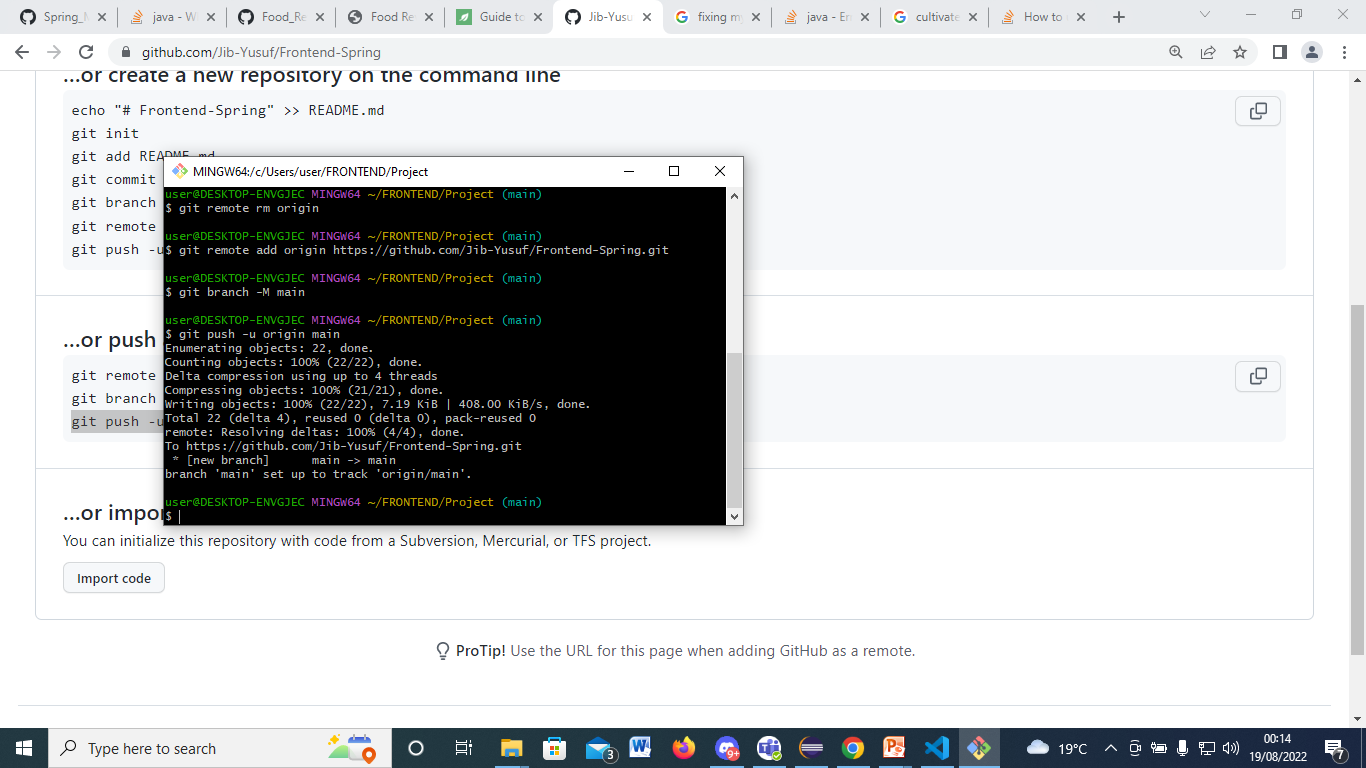 Spring_M
java - W
Food_Re
Food Re
Guide to
Jib-Yusu
fixing my
java - En
cultivate
How to
github.com/Jib-Yusuf/Frontend-Spring
...or create a new repository on the command line
echo "# Frontend-Spring" >> README.md
git init
git add README.md
git commit
git branch
git remote
git push -u
MINGW64:/c/Users/user/FRONTEND/Project
user@DESKTOP-ENVGJEC MINGW64 ~/FRONTEND/Project (main)
$ git remote rm origin
user@DESKTOP-ENVGJEC MINGW64 ~/FRONTEND/Project (main)
$ git remote add origin https://github.com/Jib-Yusuf/Frontend-Spring.git
user@DESKTOP-ENVGJEC MINGW64 ~/FRONTEND/Project (main)
$ git branch -M main
user@DESKTOP-ENVGJEC MINGW64 ~/FRONTEND/Project (main)
$ git push -u origin main
Enumerating objects: 22, done.
Counting objects: 100% (22/22), done.
Delta compression using up to 4 threads
Compressing objects: 100% (21/21), done.
Writing objects: 100% (22/22), 7.19 KiB | 408.00 KiB/s, done.
Total 22 (delta 4), reused 0 (delta 0), pack-reused 0
remote: Resolving deltas: 100% (4/4), done.
To https://github.com/Jib-Yusuf/Frontend-Spring.git
 * [new branch]      main -> main
branch 'main' set up to track 'origin/main'.
user@DESKTOP-ENVGJEC MINGW64 ~/FRONTEND/Project (main)
$
...or push
git remote
git branch
git push -u
...or impor
You can initialize this repository with code from a Subversion, Mercurial, or TFS project.
Import code
ProTip! Use the URL for this page when adding GitHub as a remote.
Type here to search
3
9+
19°C
00:14
19/08/2022
7